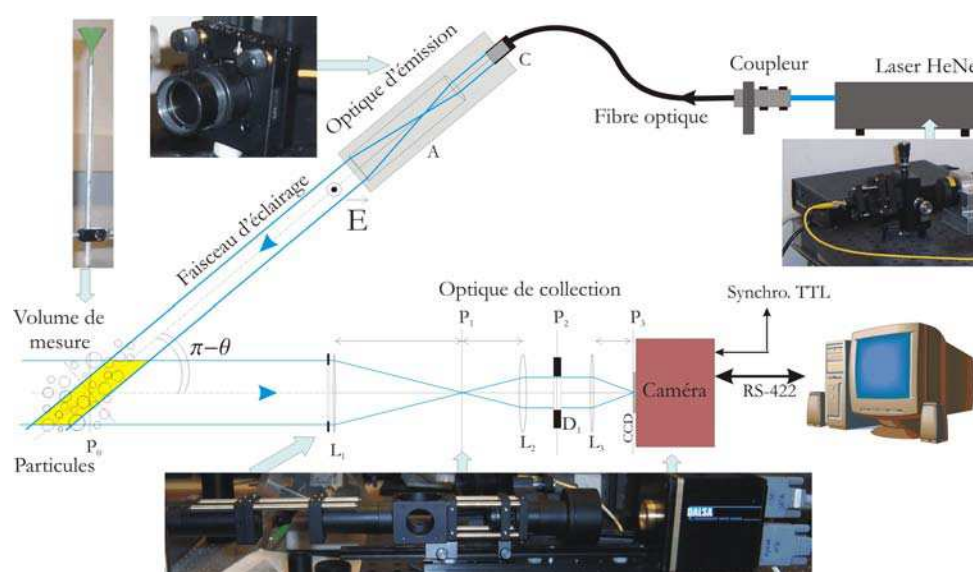 Optique d'émission
C
A
Coupleur
Laser HeNe
Fibre optique
Faisceau d'éclairage
E
Volume de
mesure
π−θ
Optique de collection
P₁
P₂
P₃
Synchro. TTL
Caméra
RS-422
CCD
D₁
L₁
L₂
L₃
P₀
Particules
DALSA